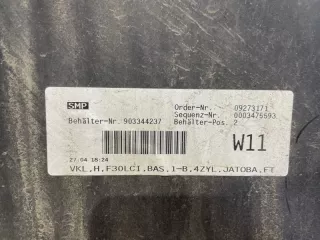 SMP
Order-Nr. 09273171
Sequenz-Nr. 0003476693
Behälter-Nr. 903344237
Behälter-Pos. 2
W11
27.04 18:24
VKL,H,F30LCI,BAS,1-B,4ZYL,JATOBA,FT